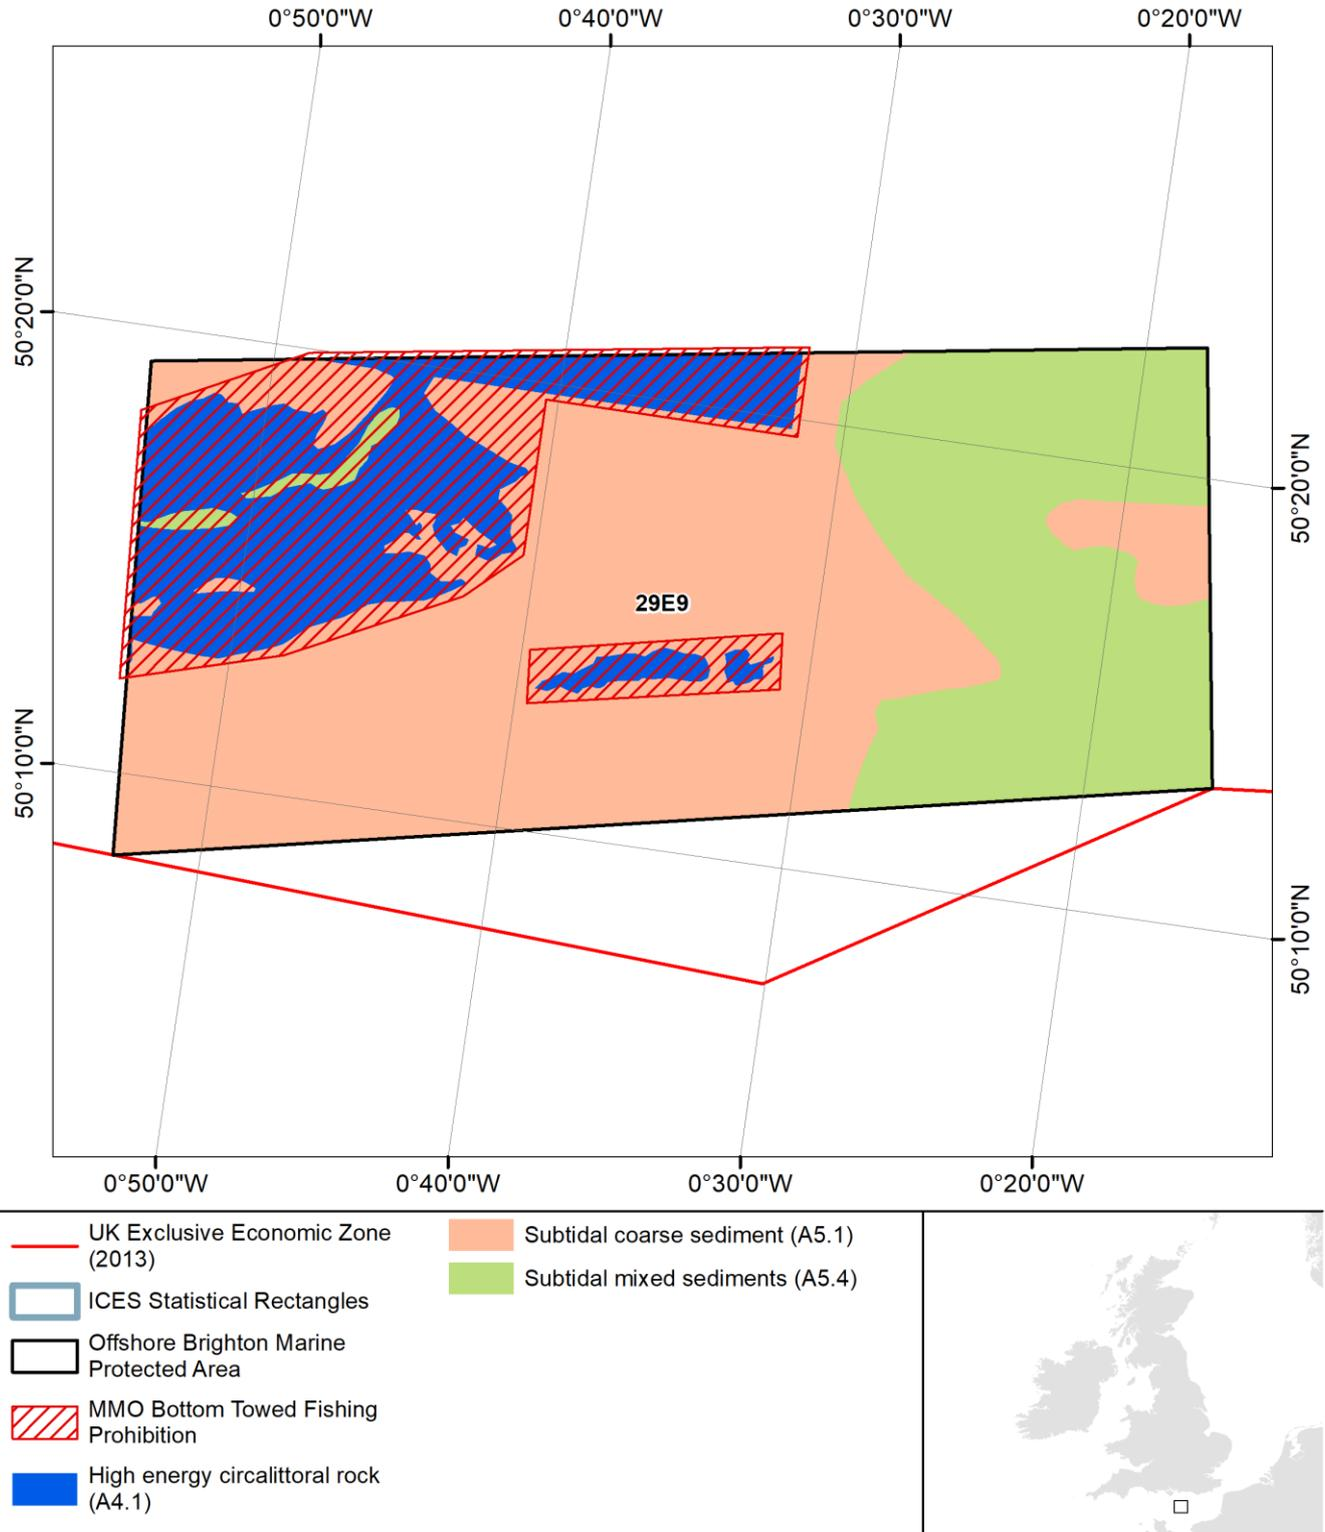 0°50'0"W 0°40'0"W 0°30'0"W 0°20'0"W
50°20'0"N
50°20'0"N
29E9
50°10'0"N
50°10'0"N
0°50'0"W 0°40'0"W 0°30'0"W 0°20'0"W
UK Exclusive Economic Zone
(2013)
ICES Statistical Rectangles
Offshore Brighton Marine
Protected Area
MMO Bottom Towed Fishing
Prohibition
High energy circalittoral rock
(A4.1)
Subtidal coarse sediment (A5.1)
Subtidal mixed sediments (A5.4)